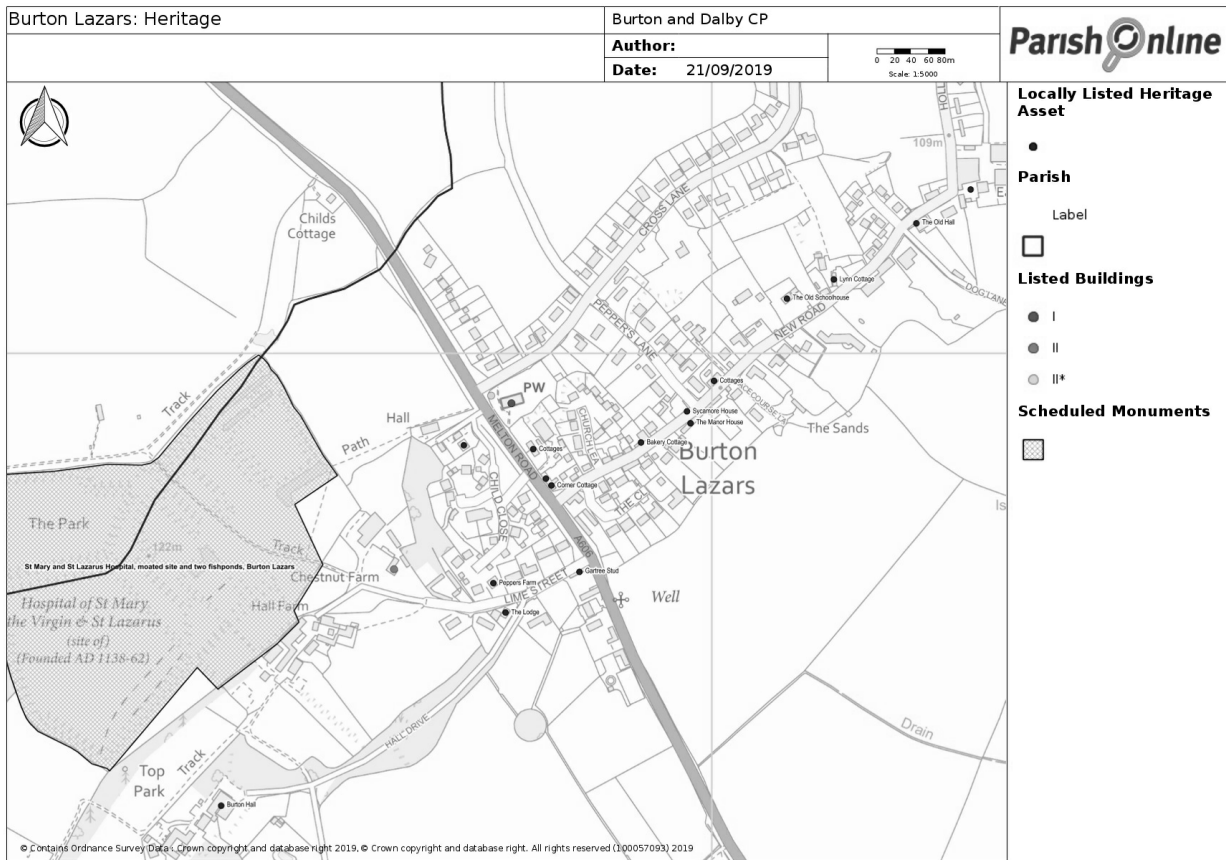 Burton Lazars: Heritage
Burton and Dalby CP
Author:
Date: 21/09/2019
0 20 40 60 80m
Scale: 1:5000
Parish Online
Locally Listed Heritage
Asset
Parish
Label
Listed Buildings
I
II
II*
Scheduled Monuments
109m
The Old Hall
Childs
Cottage
CROSS LANE
Lynn Cottage
DOG LANE
The Old Schoolhouse
NEW ROAD
PEPPER'S LANE
Track
PW
Cottages
Hall
Sycamore House
The Manor House
The Sands
Path
MELTON ROAD
Cottages
Bakery Cottage
Burton
Lazars
CHILD CLOSE
Corner Cottage
THE CL
Is
The Park
122m
Track
A606
St Mary and St Lazarus Hospital, moated site and two fishponds, Burton Lazars
Chestnut Farm
Gartree Stud
Peppers Farm
LIME STREET
Well
Hospital of St Mary
the Virgin & St Lazarus
(site of)
(Founded AD 1138-62)
Hall Farm
The Lodge
HALL DRIVE
Drain
Track
Top
Park
Burton Hall
© Contains Ordnance Survey Data : Crown copyright and database right 2019, © Crown copyright and database right. All rights reserved (100057093) 2019